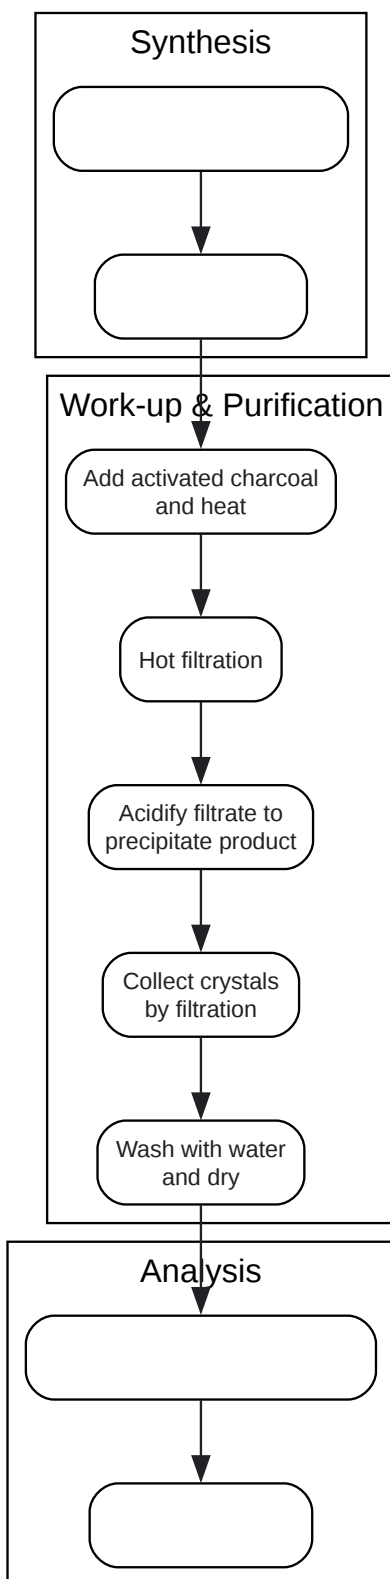 Synthesis
Work-up & Purification
Add activated charcoal
and heat
Hot filtration
Acidify filtrate to
precipitate product
Collect crystals
by filtration
Wash with water
and dry
Analysis